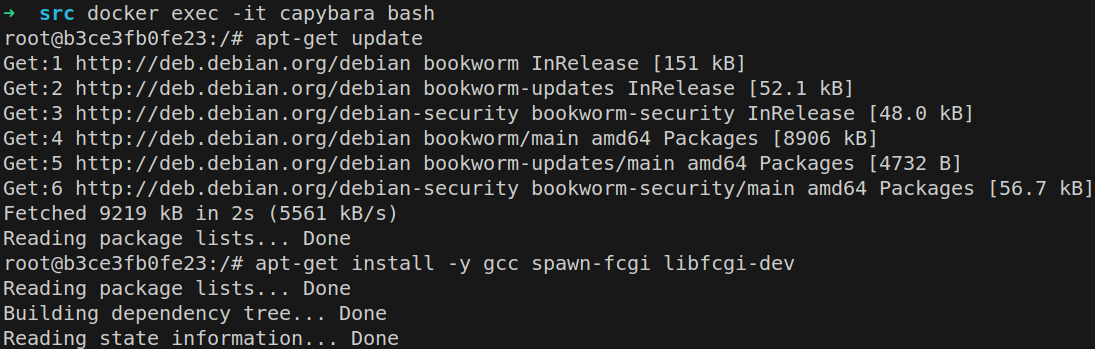 ➜  src docker exec -it capybara bash
root@b3ce3fb0fe23:/# apt-get update
Get:1 http://deb.debian.org/debian bookworm InRelease [151 kB]
Get:2 http://deb.debian.org/debian bookworm-updates InRelease [52.1 kB]
Get:3 http://deb.debian.org/debian-security bookworm-security InRelease [48.0 kB]
Get:4 http://deb.debian.org/debian bookworm/main amd64 Packages [8906 kB]
Get:5 http://deb.debian.org/debian bookworm-updates/main amd64 Packages [4732 B]
Get:6 http://deb.debian.org/debian-security bookworm-security/main amd64 Packages [56.7 kB]
Fetched 9219 kB in 2s (5561 kB/s)
Reading package lists... Done
root@b3ce3fb0fe23:/# apt-get install -y gcc spawn-fcgi libfcgi-dev
Reading package lists... Done
Building dependency tree... Done
Reading state information... Done